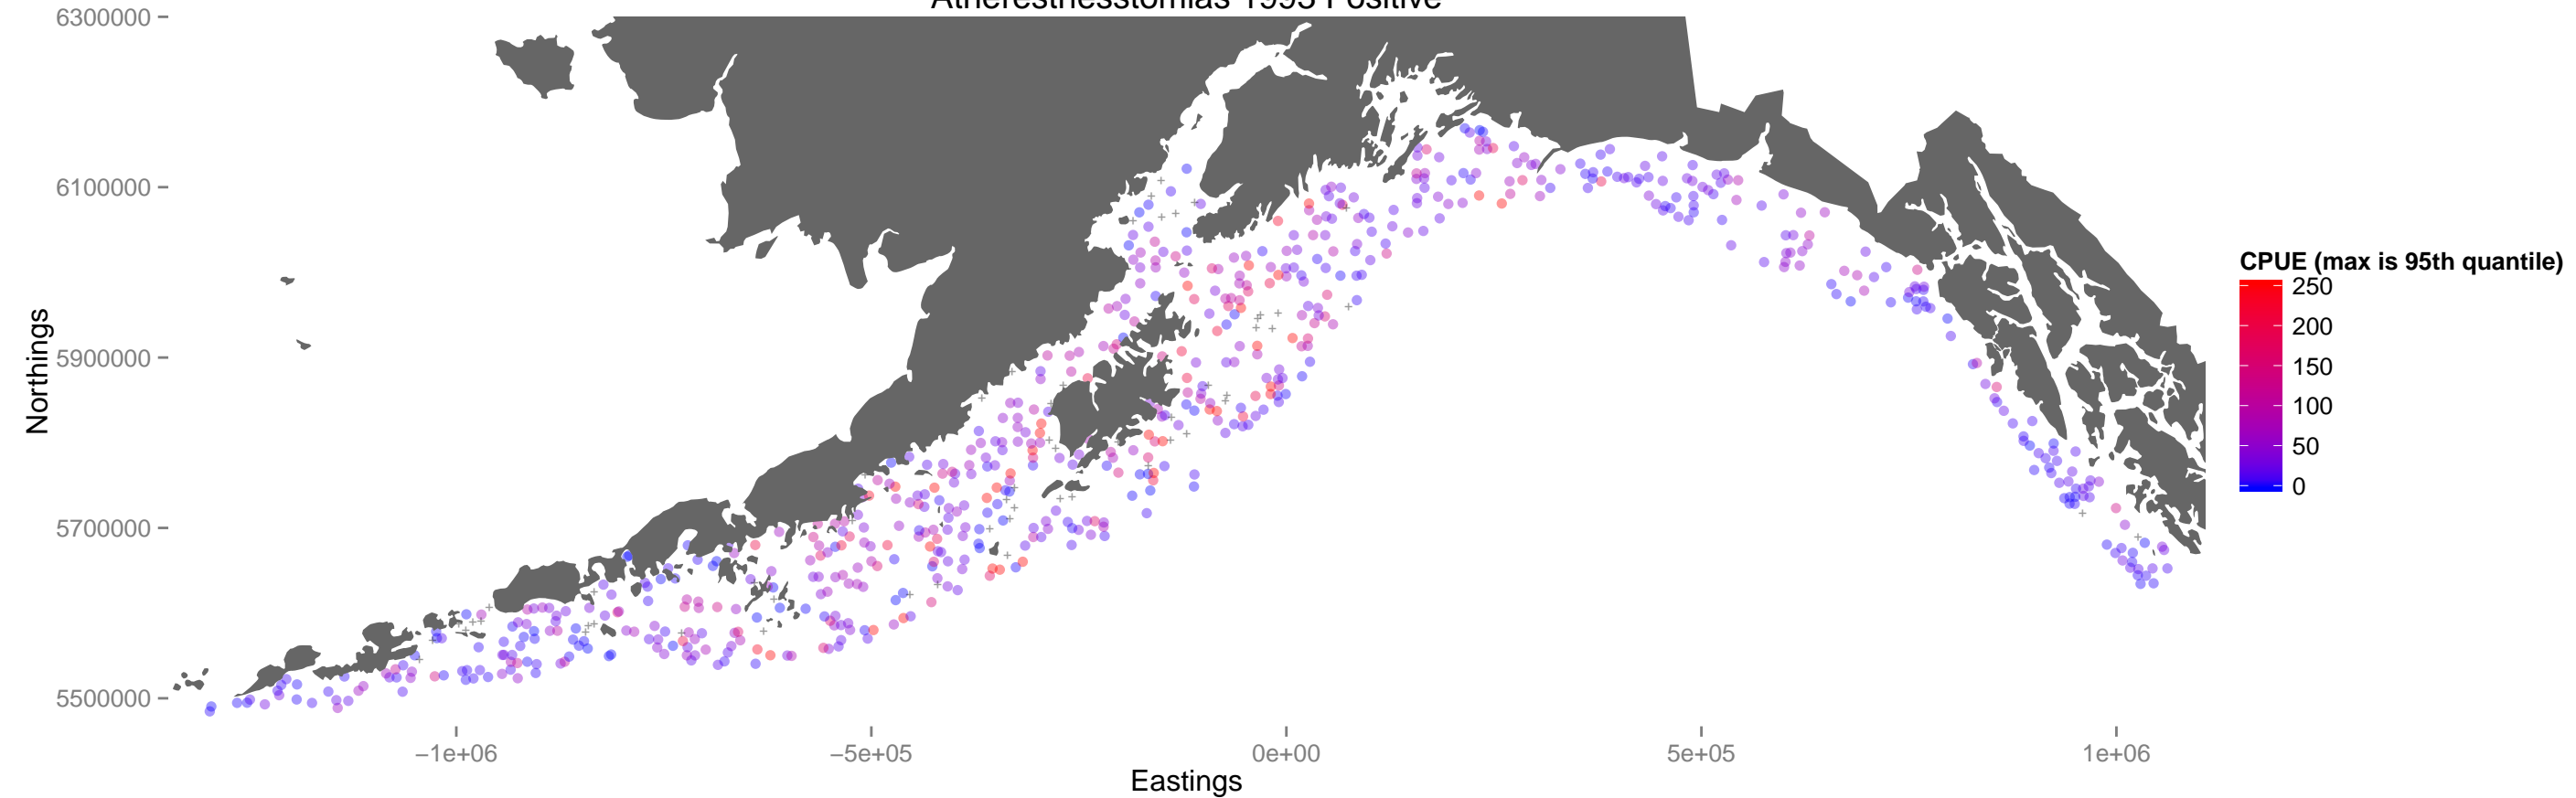 Atheresthesstomias 1993 Positive
6300000
6100000
5900000
5700000
5500000
Northings
−1e+06
−5e+05
0e+00
5e+05
1e+06
Eastings
CPUE (max is 95th quantile)
250
200
150
100
50
0